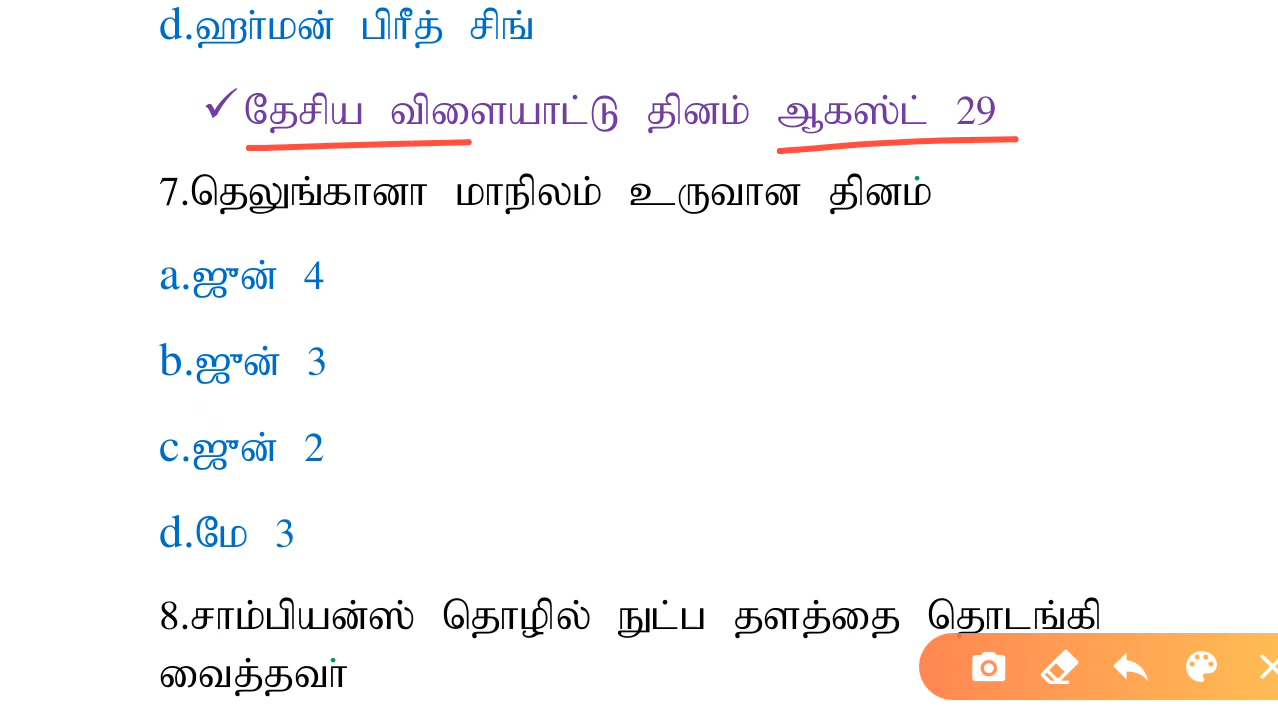 d.ஹர்மன் பிரீத் சிங்
✓தேசிய விளையாட்டு தினம் ஆகஸ்ட் 29
7.தெலுங்கானா மாநிலம் உருவான தினம்
a.ஜுன் 4
b.ஜுன் 3
c.ஜுன் 2
d.மே 3
8.சாம்பியன்ஸ் தொழில் நுட்ப தளத்தை தொடங்கி
வைத்தவர்